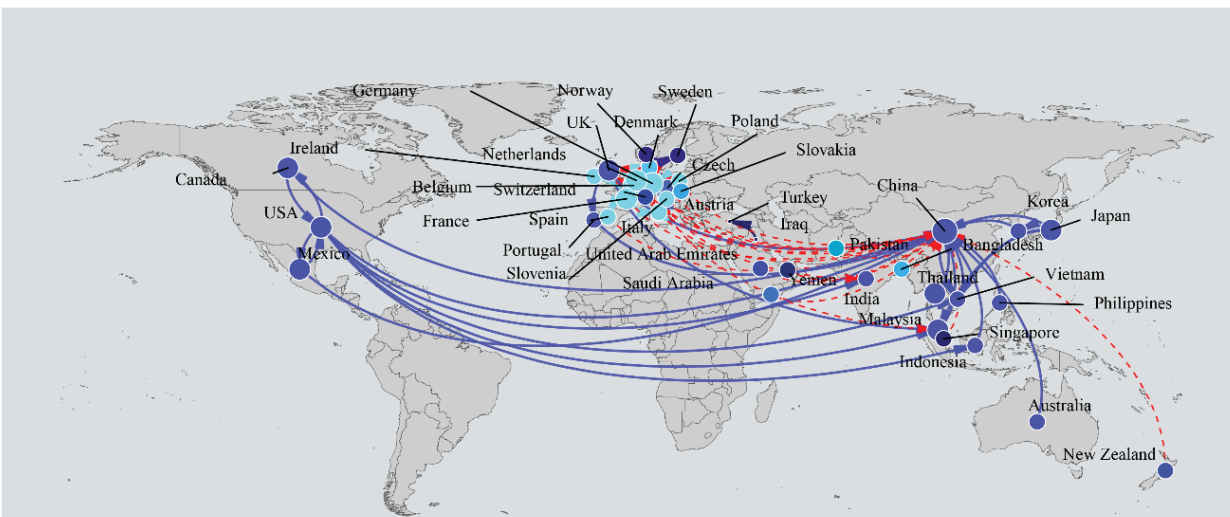 Germany
Norway
Sweden
UK
Denmark
Poland
Ireland
Netherlands
Czech
Slovakia
Canada
Belgium
Switzerland
China
USA
France
Spain
Austria
Turkey
Korea
Japan
Portugal
Italy
Iraq
Mexico
Slovenia
United Arab Emirates
Pakistan
Bangladesh
Saudi Arabia
Yemen
India
Thailand
Vietnam
Malaysia
Philippines
Singapore
Indonesia
Australia
New Zealand